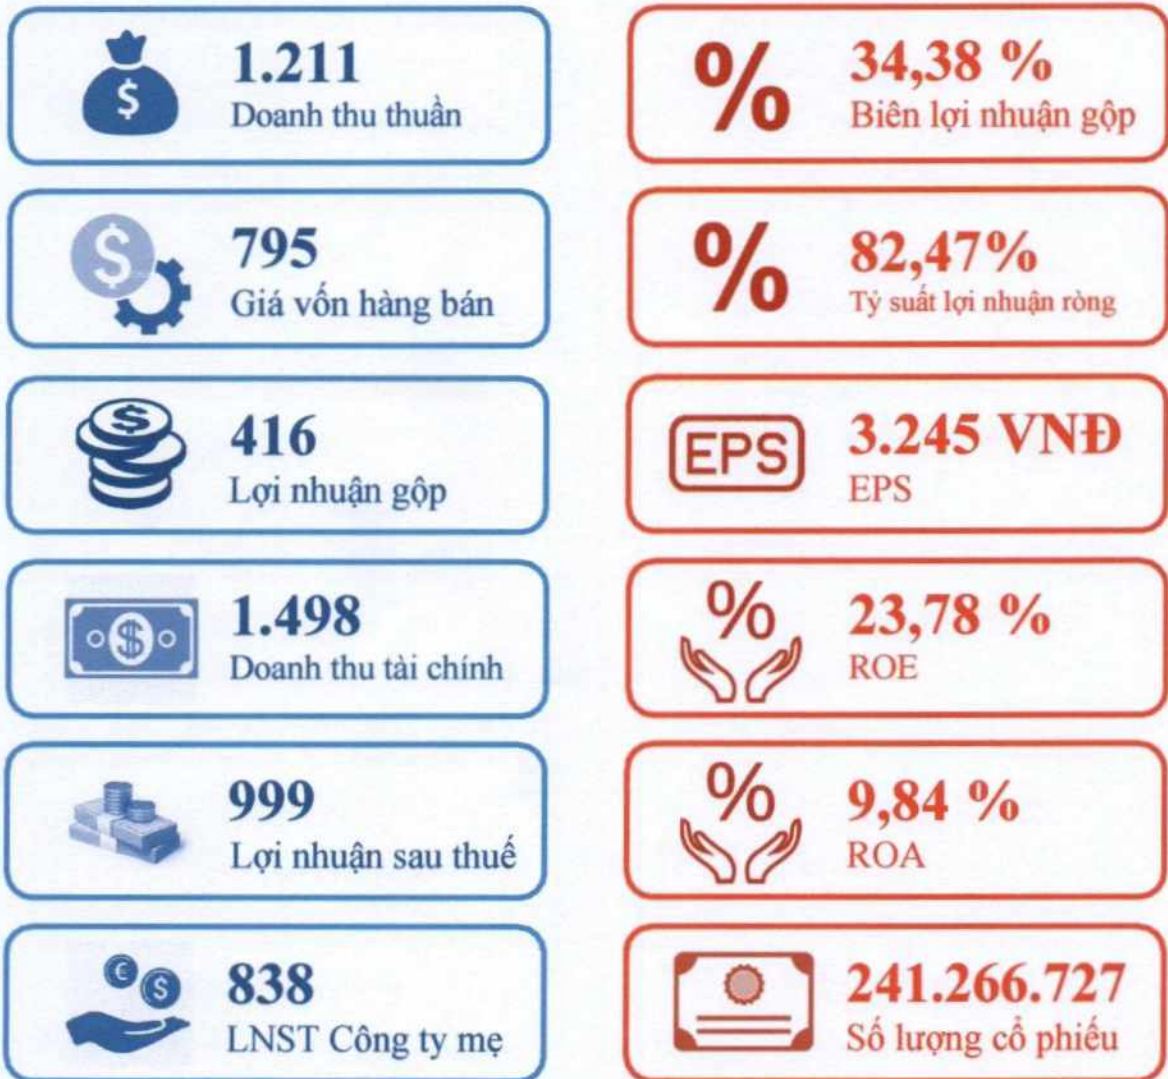 1.211
Doanh thu thuần
795
Giá vốn hàng bán
416
Lợi nhuận gộp
1.498
Doanh thu tài chính
999
Lợi nhuận sau thuế
838
LNST Công ty mẹ
34,38 %
Biên lợi nhuận gộp
82,47%
Tỷ suất lợi nhuận ròng
EPS
3.245 VNĐ
EPS
23,78 %
ROE
9,84 %
ROA
241.266.727
Số lượng cổ phiếu